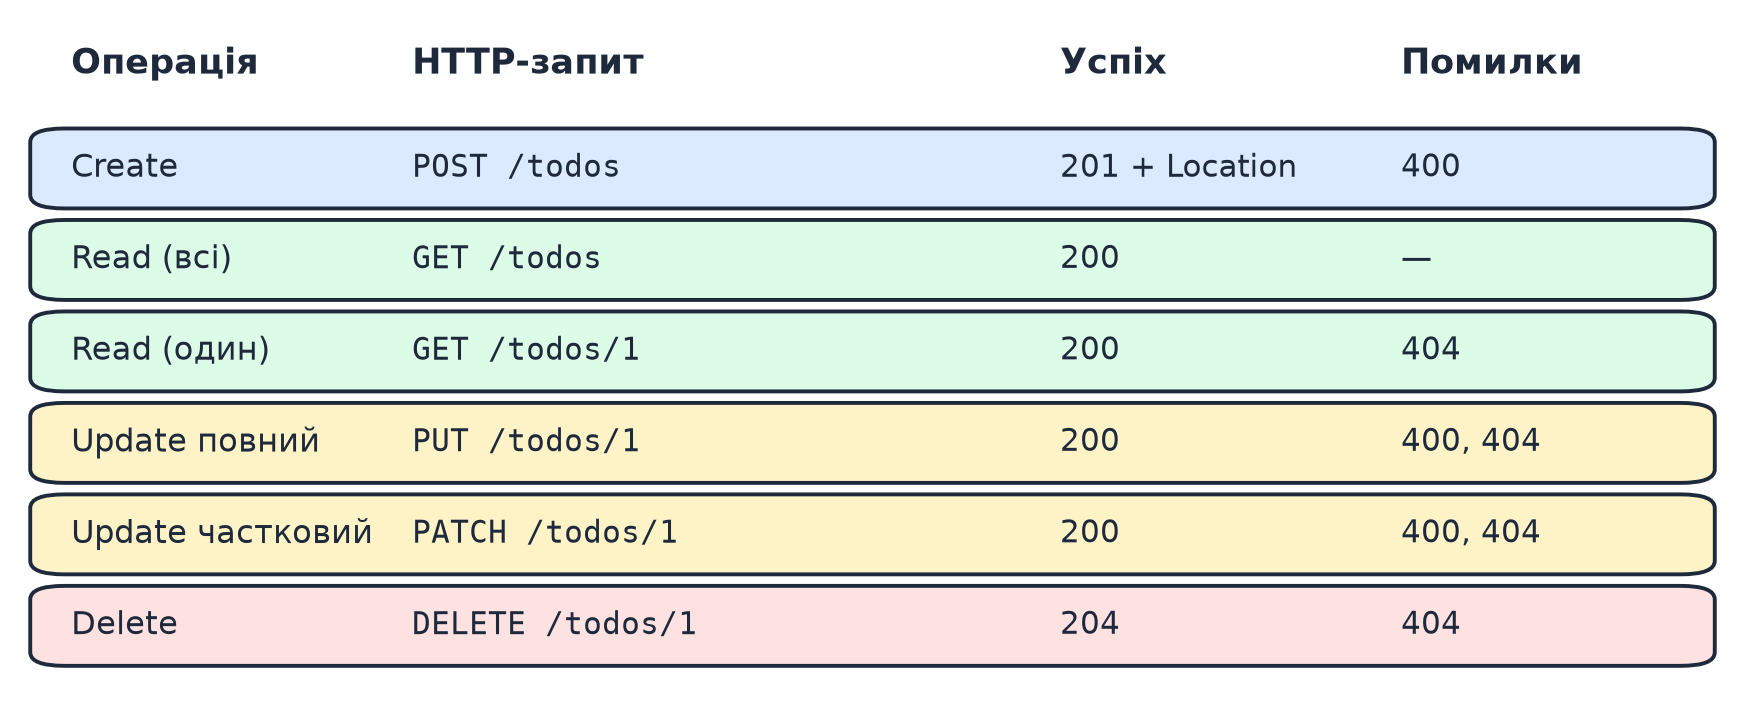 Операція HTTP-запит Успіх Помилки
Create POST /todos 201 + Location 400
Read (всі) GET /todos 200 —
Read (один) GET /todos/1 200 404
Update повний PUT /todos/1 200 400, 404
Update частковий PATCH /todos/1 200 400, 404
Delete DELETE /todos/1 204 404